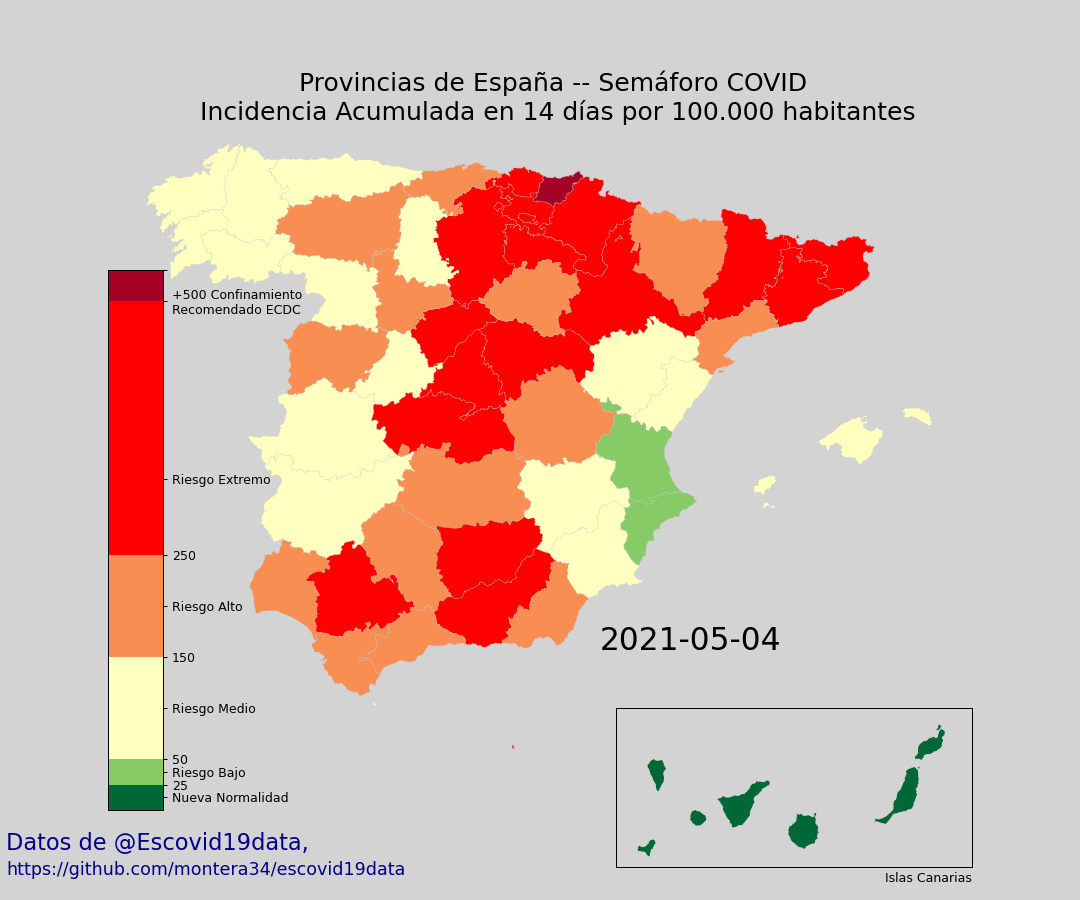 Provincias de España -- Semáforo COVID
Incidencia Acumulada en 14 días por 100.000 habitantes
+500 Confinamiento
Recomendado ECDC
Riesgo Extremo
250
Riesgo Alto
150
Riesgo Medio
50
Riesgo Bajo
25
Nueva Normalidad
2021-05-04
Islas Canarias
Datos de @Escovid19data,
https://github.com/montera34/escovid19data